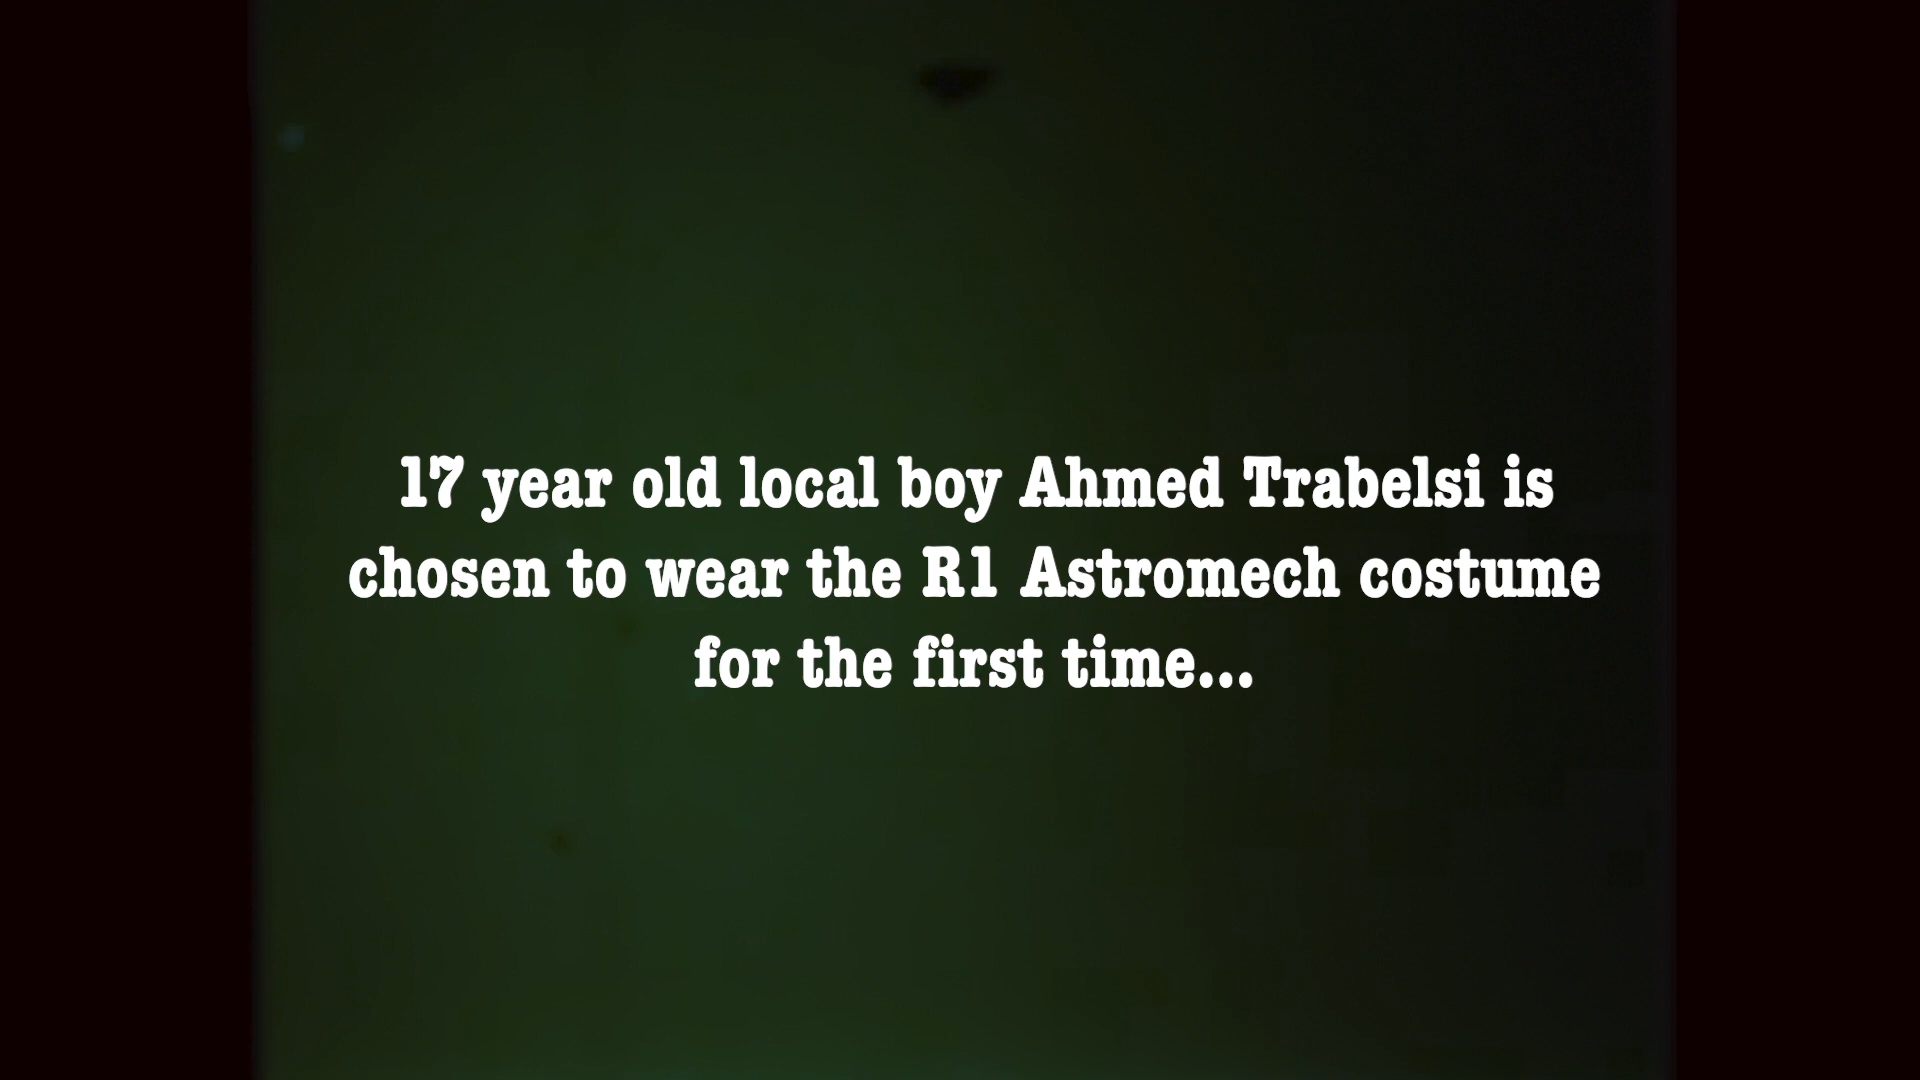 17 year old local boy Ahmed Trabelsi is
chosen to wear the R1 Astromech costume
for the first time...